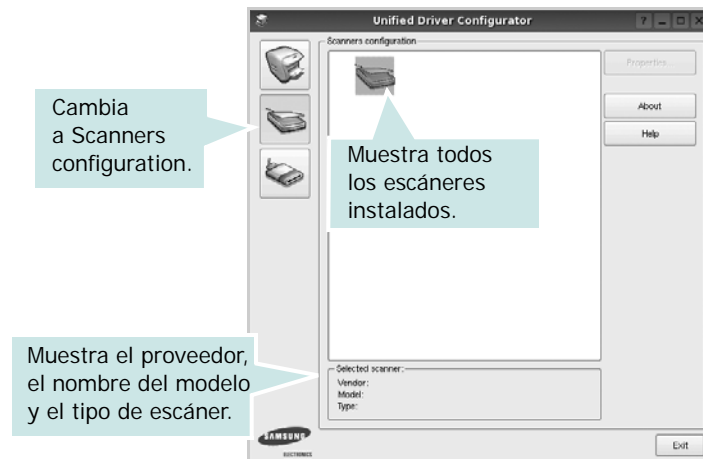 Unified Driver Configurator
Scanners configuration
Properties...
About
Help
Cambia
a Scanners
configuration.
Muestra todos
los escáneres
instalados.
Muestra el proveedor,
el nombre del modelo
y el tipo de escáner.
Selected scanner:
Vendor:
Model:
Type:
SAMSUNG
ELECTRONICS
Exit